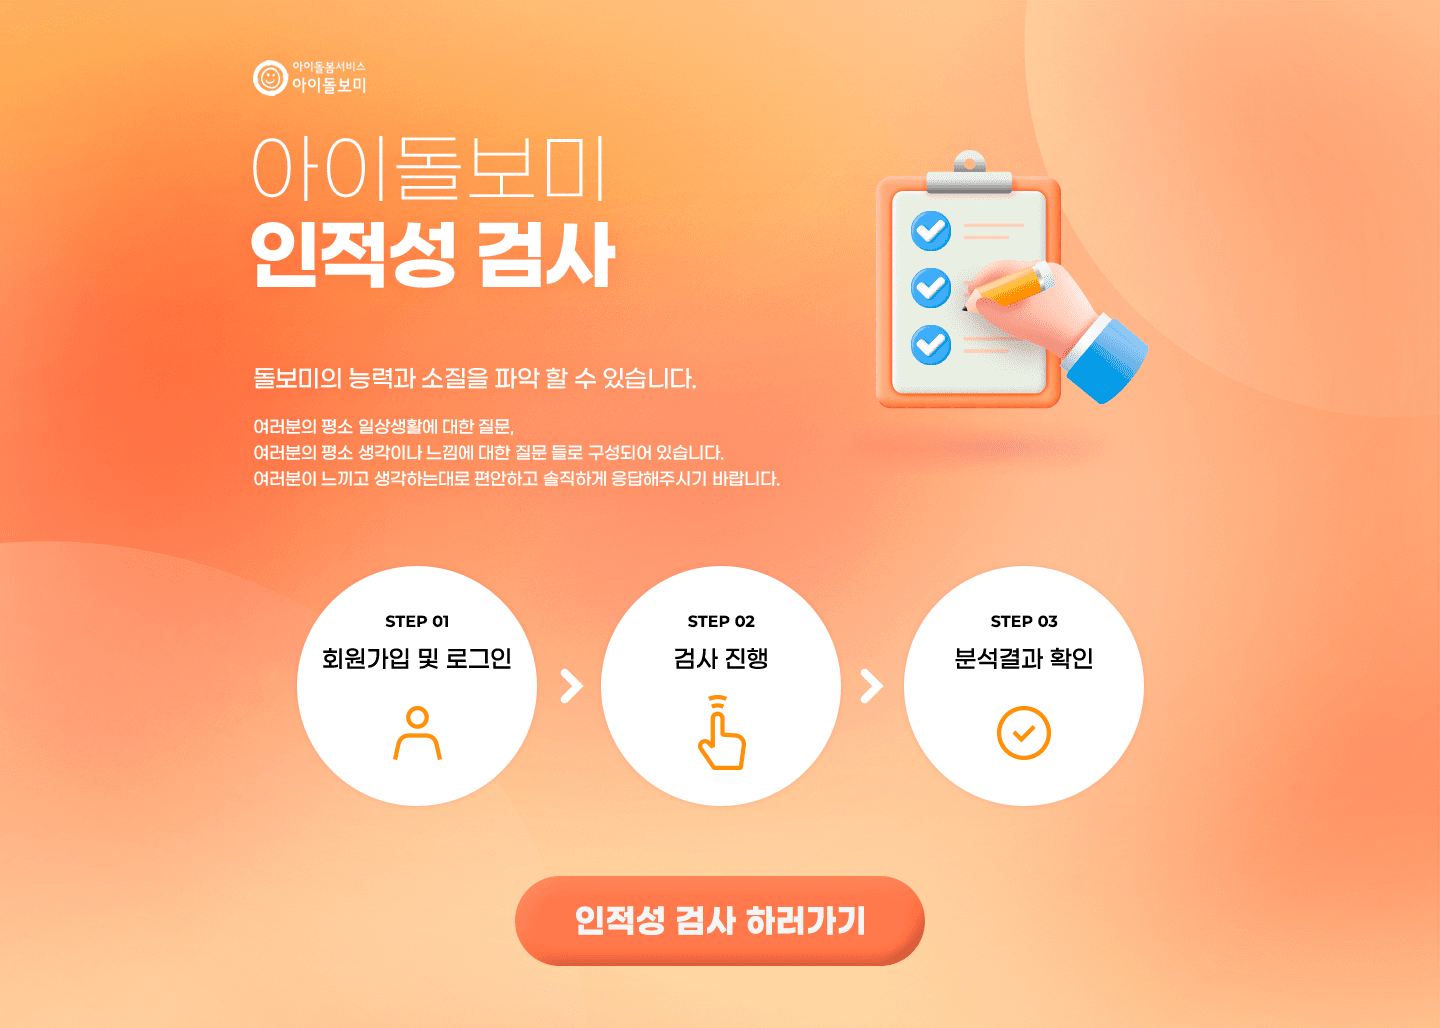 아이돌봄서비스
아이돌보미
아이돌보미
인적성 검사
돌보미의 능력과 소질을 파악 할 수 있습니다.
여러분의 평소 일상생활에 대한 질문,
여러분의 평소 생각이나 느낌에 대한 질문 들로 구성되어 있습니다.
여러분이 느끼고 생각하는대로 편안하고 솔직하게 응답해주시기 바랍니다.
STEP 01
회원가입 및 로그인
STEP 02
검사 진행
STEP 03
분석결과 확인
인적성 검사 하러가기